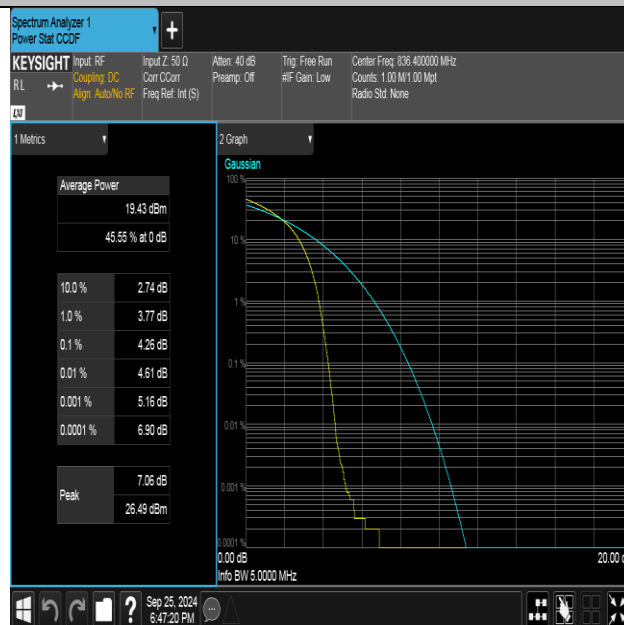 Spectrum Analyzer 1
Power Stat CCDF
+
KEYSIGHT
RL
LXI
Input: RF
Coupling: DC
Align: Auto/No RF
Input Z: 50 Ω
Corr CCorr
Freq Ref: Int (S)
Atten: 40 dB
Preamp: Off
Trig: Free Run
#IF Gain: Low
Center Freq: 836.400000 MHz
Counts: 1.00 M/1.00 Mpt
Radio Std: None
1 Metrics
Average Power
19.43 dBm
45.55 % at 0 dB
10.0 % 2.74 dB
1.0 % 3.77 dB
0.1 % 4.26 dB
0.01 % 4.61 dB
0.001 % 5.16 dB
0.0001 % 6.90 dB
Peak
7.06 dB
26.49 dBm
2 Graph
Gaussian
100 %
10 %
1 %
0.1 %
0.01 %
0.001 %
0.0001 %
0.00 dB
20.00
Info BW 5.0000 MHz
?
Sep 25, 2024
6:47:20 PM